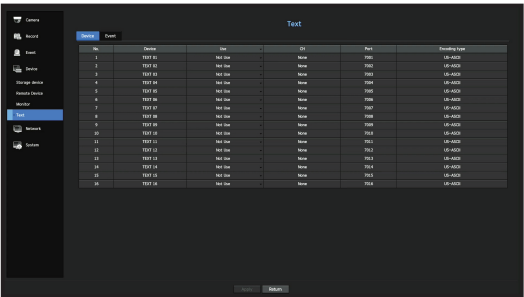 Text
Camera
Record
Event
Device
Storage device
Remote Device
Monitor
Text
Network
System
Device Event
No. Device Use CH Port Encoding type
1 TEXT 01 Not Use None 7001 US-ASCII
2 TEXT 02 Not Use None 7002 US-ASCII
3 TEXT 03 Not Use None 7003 US-ASCII
4 TEXT 04 Not Use None 7004 US-ASCII
5 TEXT 05 Not Use None 7005 US-ASCII
6 TEXT 06 Not Use None 7006 US-ASCII
7 TEXT 07 Not Use None 7007 US-ASCII
8 TEXT 08 Not Use None 7008 US-ASCII
9 TEXT 09 Not Use None 7009 US-ASCII
10 TEXT 10 Not Use None 7010 US-ASCII
11 TEXT 11 Not Use None 7011 US-ASCII
12 TEXT 12 Not Use None 7012 US-ASCII
13 TEXT 13 Not Use None 7013 US-ASCII
14 TEXT 14 Not Use None 7014 US-ASCII
15 TEXT 15 Not Use None 7015 US-ASCII
16 TEXT 16 Not Use None 7016 US-ASCII
Apply Return